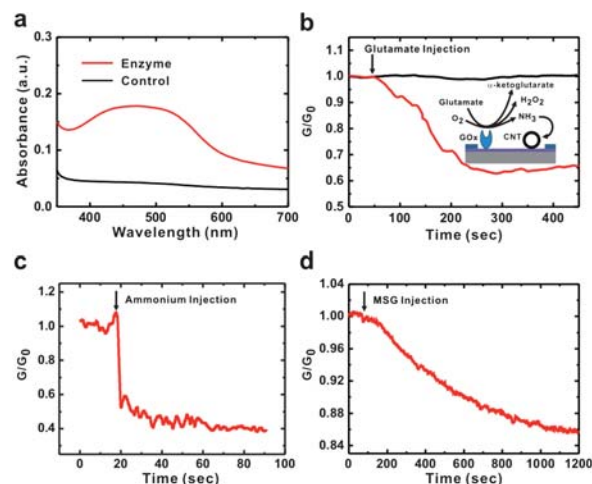 a
0.3
0.2
0.1
0.0
Absorbance (a.u.)
Enzyme
Control
400
500
600
700
Wavelength (nm)
b
1.1
1.0
0.9
0.8
0.7
0.6
0.5
G/G0
Glutamate Injection
α-ketoglutarate
Glutamate
H2O2
O2
NH3
GOx
CNT
0
100
200
300
400
Time (sec)
c
1.2
1.0
0.8
0.6
0.4
G/G0
Ammonium Injection
0
20
40
60
80
100
Time (sec)
d
1.04
1.00
0.96
0.92
0.88
0.84
G/G0
MSG Injection
0
200
400
600
800
1000
1200
Time (sec)